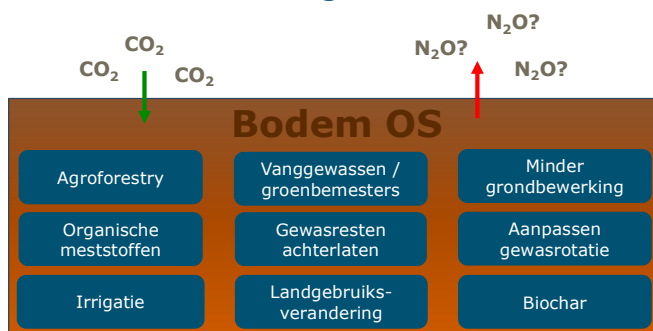 CO₂
CO₂
CO₂
N₂O?
N₂O?
N₂O?
Bodem OS
Agroforestry
Vanggewassen /
groenbemesters
Minder
grondbewerking
Organische
meststoffen
Gewasresten
achterlaten
Aanpassen
gewasrotatie
Irrigatie
Landgebruiks-
verandering
Biochar